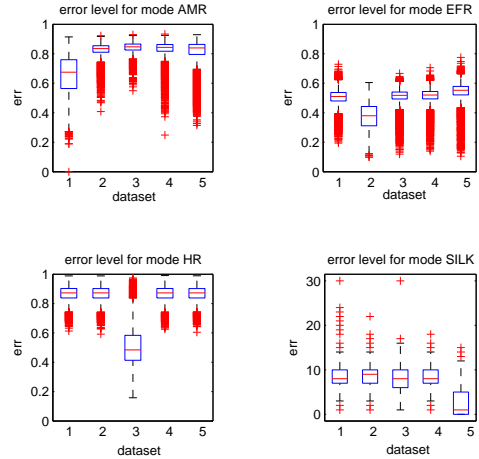 error level for mode AMR
1
0.8
0.6
0.4
0.2
0
err
1 2 3 4 5
dataset
error level for mode EFR
1
0.8
0.6
0.4
0.2
0
err
1 2 3 4 5
dataset
error level for mode HR
1
0.8
0.6
0.4
0.2
0
err
1 2 3 4 5
dataset
error level for mode SILK
30
20
10
0
err
1 2 3 4 5
dataset